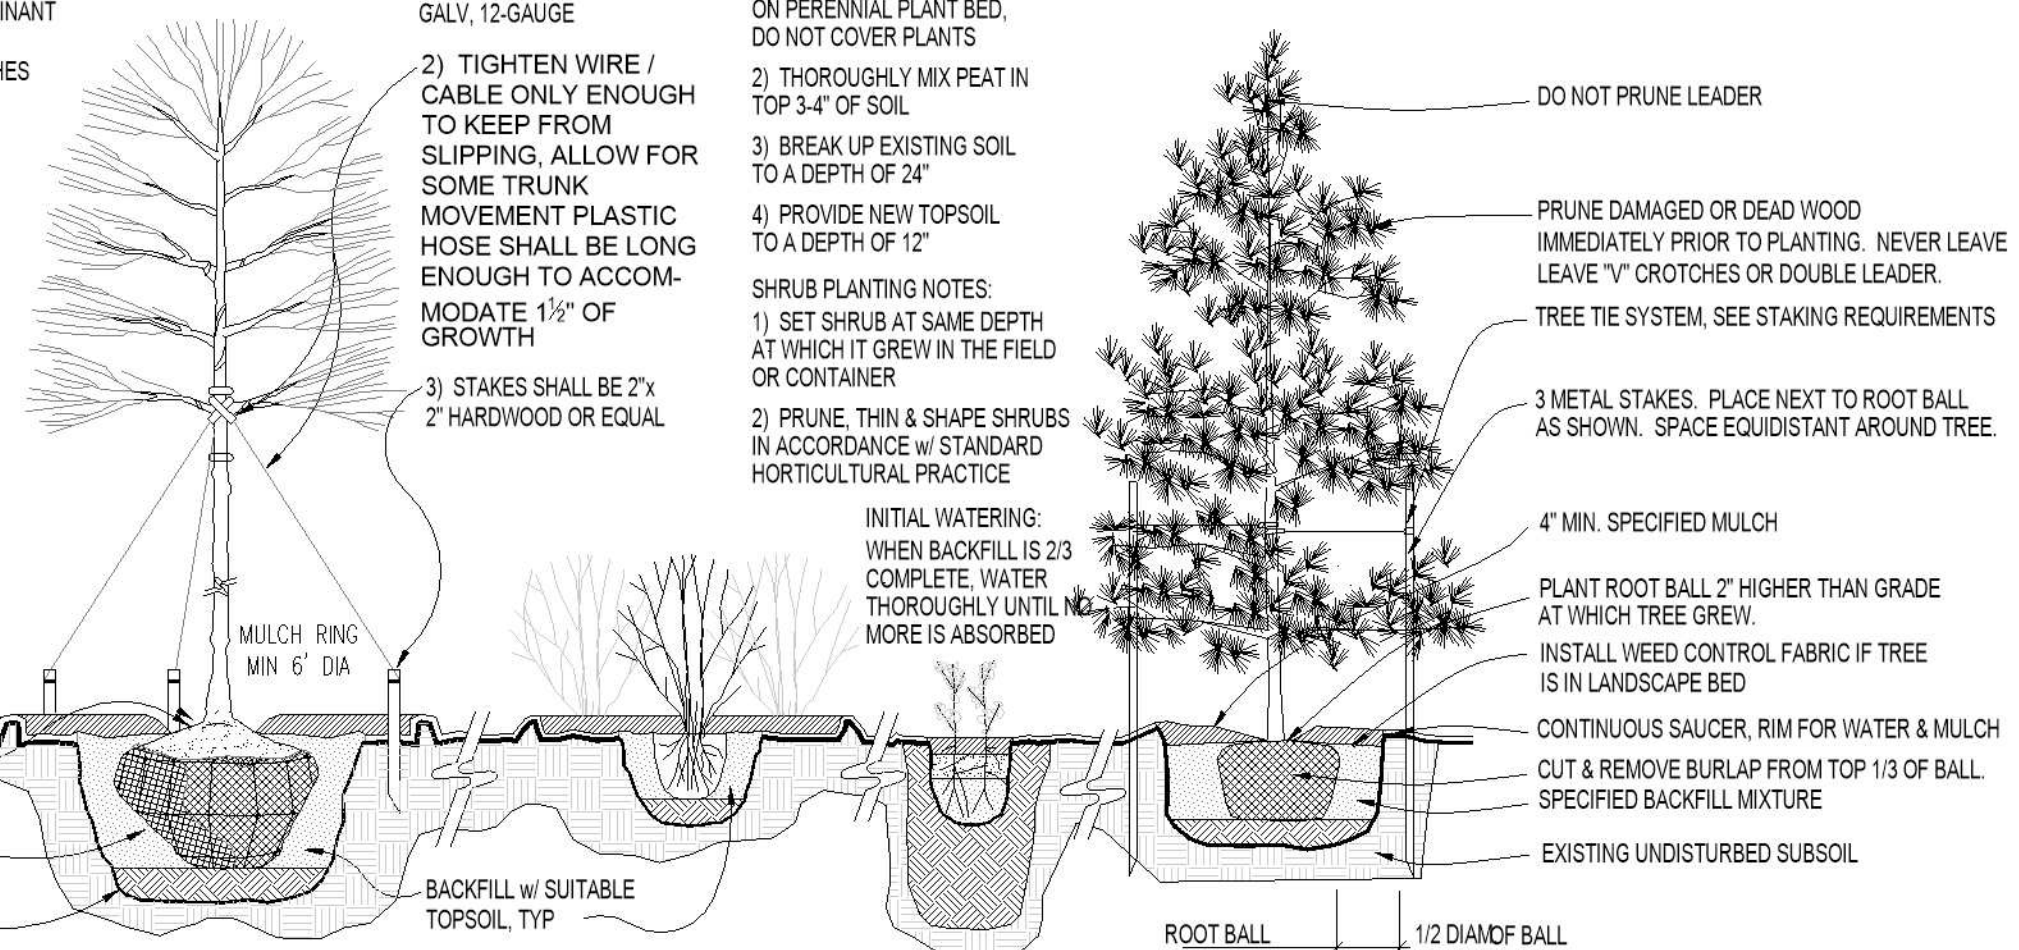 INANT
HES
GALV, 12-GAUGE
2) TIGHTEN WIRE /
CABLE ONLY ENOUGH
TO KEEP FROM
SLIPPING, ALLOW FOR
SOME TRUNK
MOVEMENT PLASTIC
HOSE SHALL BE LONG
ENOUGH TO ACCOM-
MODATE 1½" OF
GROWTH
3) STAKES SHALL BE 2"x
2" HARDWOOD OR EQUAL
MULCH RING
MIN 6' DIA
BACKFILL w/ SUITABLE
TOPSOIL, TYP
ON PERENNIAL PLANT BED,
DO NOT COVER PLANTS
2) THOROUGHLY MIX PEAT IN
TOP 3-4" OF SOIL
3) BREAK UP EXISTING SOIL
TO A DEPTH OF 24"
4) PROVIDE NEW TOPSOIL
TO A DEPTH OF 12"
SHRUB PLANTING NOTES:
1) SET SHRUB AT SAME DEPTH
AT WHICH IT GREW IN THE FIELD
OR CONTAINER
2) PRUNE, THIN & SHAPE SHRUBS
IN ACCORDANCE w/ STANDARD
HORTICULTURAL PRACTICE
INITIAL WATERING:
WHEN BACKFILL IS 2/3
COMPLETE, WATER
THOROUGHLY UNTIL NO
MORE IS ABSORBED
DO NOT PRUNE LEADER
PRUNE DAMAGED OR DEAD WOOD
IMMEDIATELY PRIOR TO PLANTING. NEVER LEAVE
LEAVE "V" CROTCHES OR DOUBLE LEADER.
TREE TIE SYSTEM, SEE STAKING REQUIREMENTS
3 METAL STAKES. PLACE NEXT TO ROOT BALL
AS SHOWN. SPACE EQUIDISTANT AROUND TREE.
4" MIN. SPECIFIED MULCH
PLANT ROOT BALL 2" HIGHER THAN GRADE
AT WHICH TREE GREW.
INSTALL WEED CONTROL FABRIC IF TREE
IS IN LANDSCAPE BED
CONTINUOUS SAUCER, RIM FOR WATER & MULCH
CUT & REMOVE BURLAP FROM TOP 1/3 OF BALL.
SPECIFIED BACKFILL MIXTURE
EXISTING UNDISTURBED SUBSOIL
ROOT BALL
1/2 DIAM OF BALL